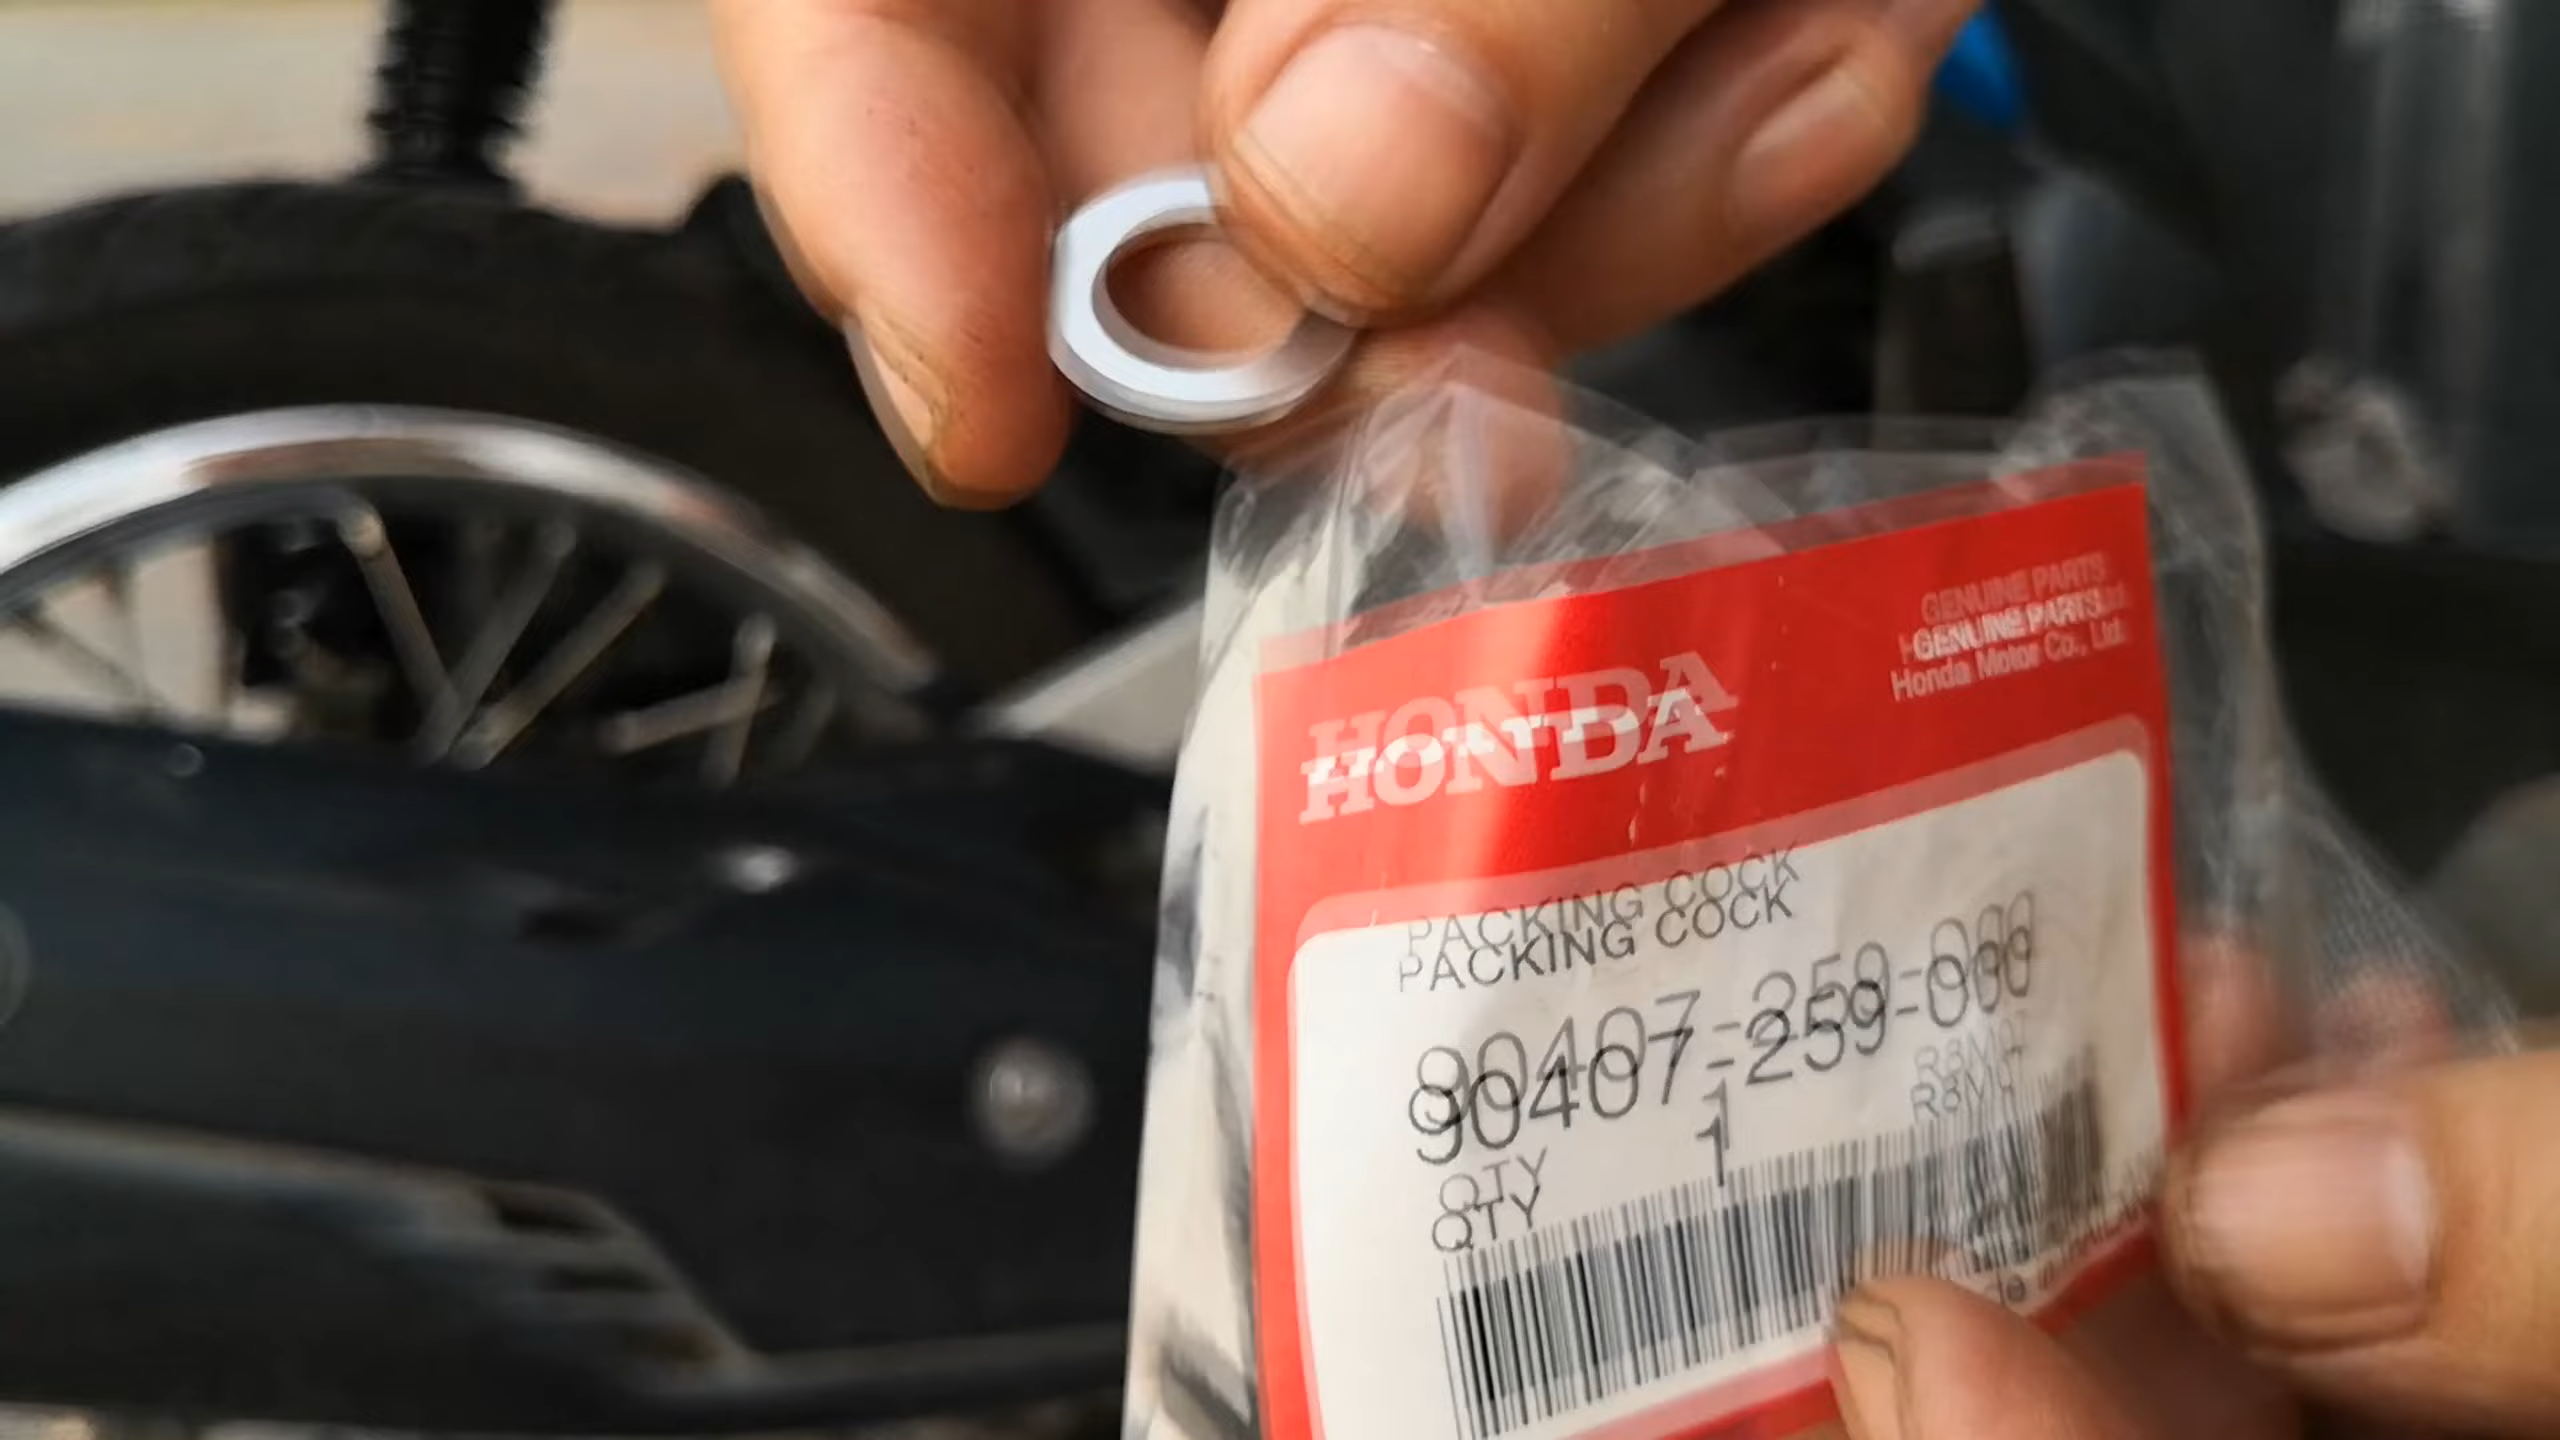 HONDA
GENUINE PARTS
Honda Motor Co., Ltd.
PACKING COCK
90407-259-000
QTY 1